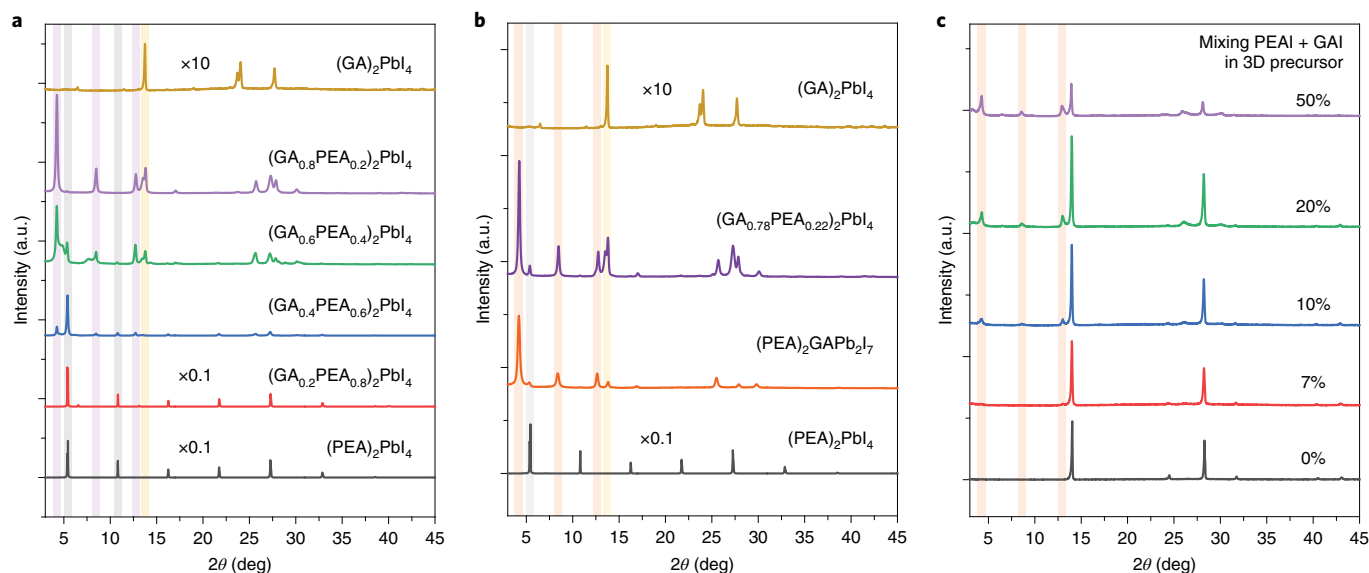 a
(GA)2PbI4
×10
(GA0.8PEA0.2)2PbI4
(GA0.6PEA0.4)2PbI4
(GA0.4PEA0.6)2PbI4
×0.1
(GA0.2PEA0.8)2PbI4
×0.1
(PEA)2PbI4
Intensity (a.u.)
5 10 15 20 25 30 35 40 45
2θ (deg)
b
(GA)2PbI4
×10
(GA0.78PEA0.22)2PbI4
(PEA)2GAPb2I7
×0.1
(PEA)2PbI4
Intensity (a.u.)
5 10 15 20 25 30 35 40 45
2θ (deg)
c
Mixing PEAI + GAI
in 3D precursor
50%
20%
10%
7%
0%
Intensity (a.u.)
5 10 15 20 25 30 35 40 45
2θ (deg)